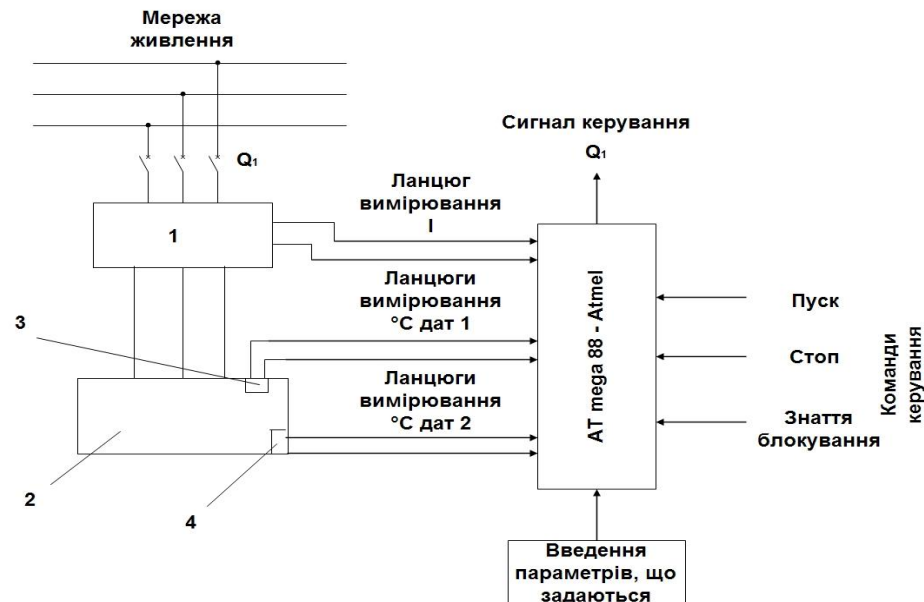 Мережа
живлення
Q1
1
3
2
4
Ланцюг
вимірювання
I
Ланцюги
вимірювання
°C дат 1
Ланцюги
вимірювання
°C дат 2
Сигнал керування
Q1
AT mega 88 - Atmel
Пуск
Стоп
Знаття
блокування
Команди
керування
Введення
параметрів, що
задаються